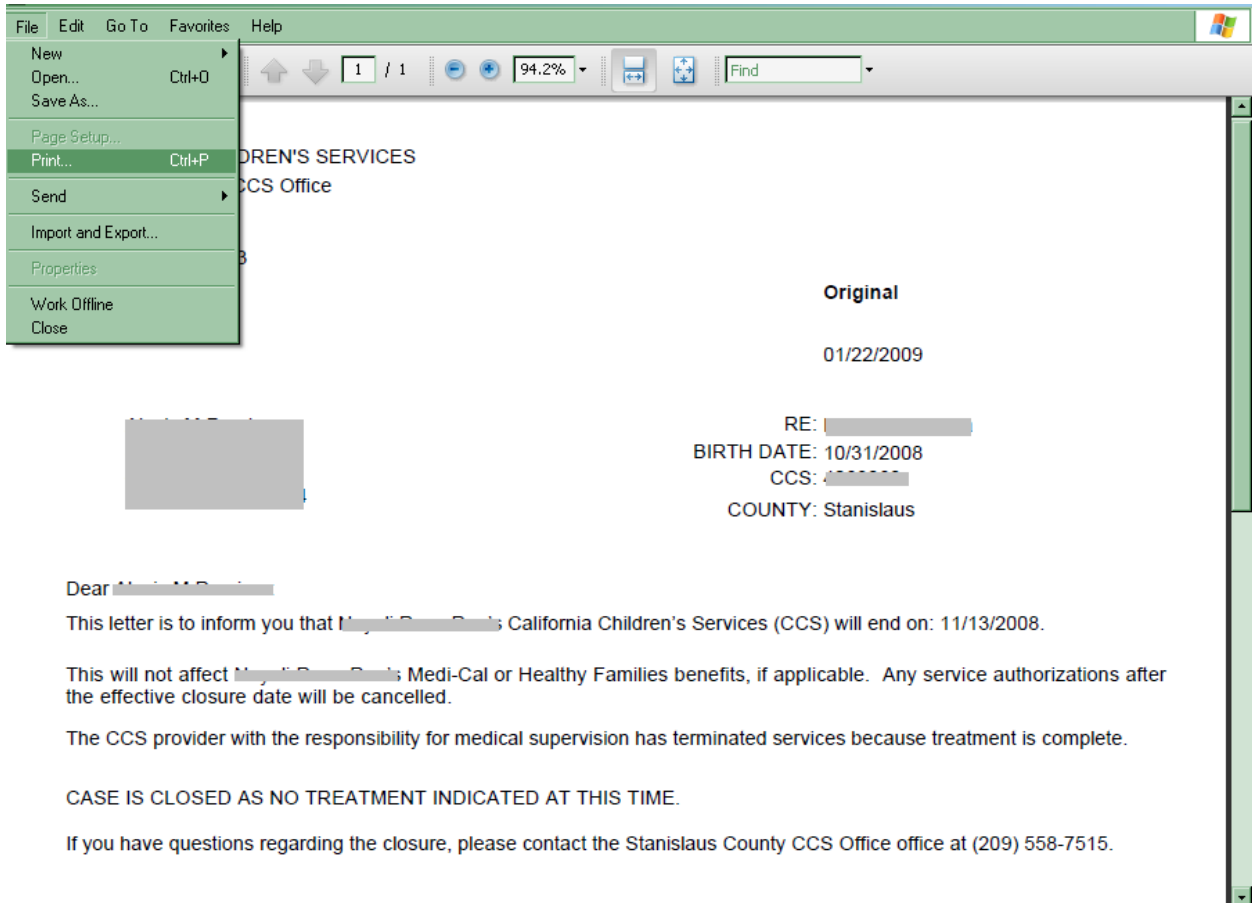 File Edit Go To Favorites Help
New
Open... Ctrl+O
Save As...
Page Setup...
Print... Ctrl+P
Send
Import and Export...
Properties
Work Offline
Close
1 / 1 94.2% Find
DREN'S SERVICES
CCS Office
Original
01/22/2009
RE:
BIRTH DATE: 10/31/2008
CCS:
COUNTY: Stanislaus
Dear
This letter is to inform you that California Children's Services (CCS) will end on: 11/13/2008.
This will not affect Medi-Cal or Healthy Families benefits, if applicable. Any service authorizations after
the effective closure date will be cancelled.
The CCS provider with the responsibility for medical supervision has terminated services because treatment is complete.
CASE IS CLOSED AS NO TREATMENT INDICATED AT THIS TIME.
If you have questions regarding the closure, please contact the Stanislaus County CCS Office office at (209) 558-7515.